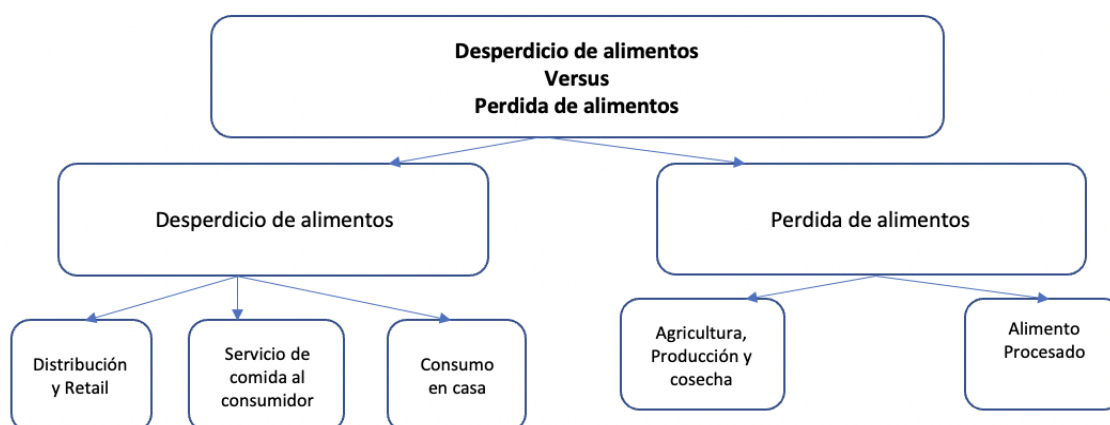 Desperdicio de alimentos
Versus
Perdida de alimentos
Desperdicio de alimentos
Perdida de alimentos
Distribución
y Retail
Servicio de
comida al
consumidor
Consumo
en casa
Agricultura,
Producción y
cosecha
Alimento
Procesado